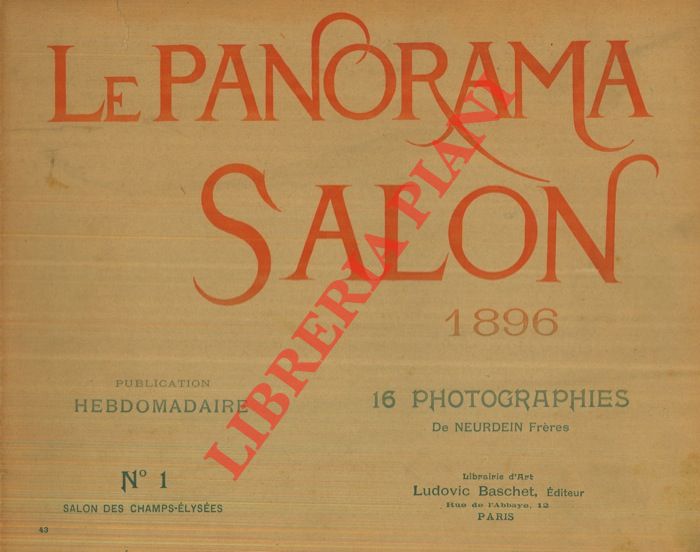 LE PANORAMA
SALON
1896
PUBLICATION
HEBDOMADAIRE
16 PHOTOGRAPHIES
De NEURDEIN Frères
Nº 1
SALON DES CHAMPS-ÉLYSÉES
Librairie d'Art
Ludovic Baschet, Éditeur
Rue de l'Abbaye, 12
PARIS
43
LIBRERIA PIANI